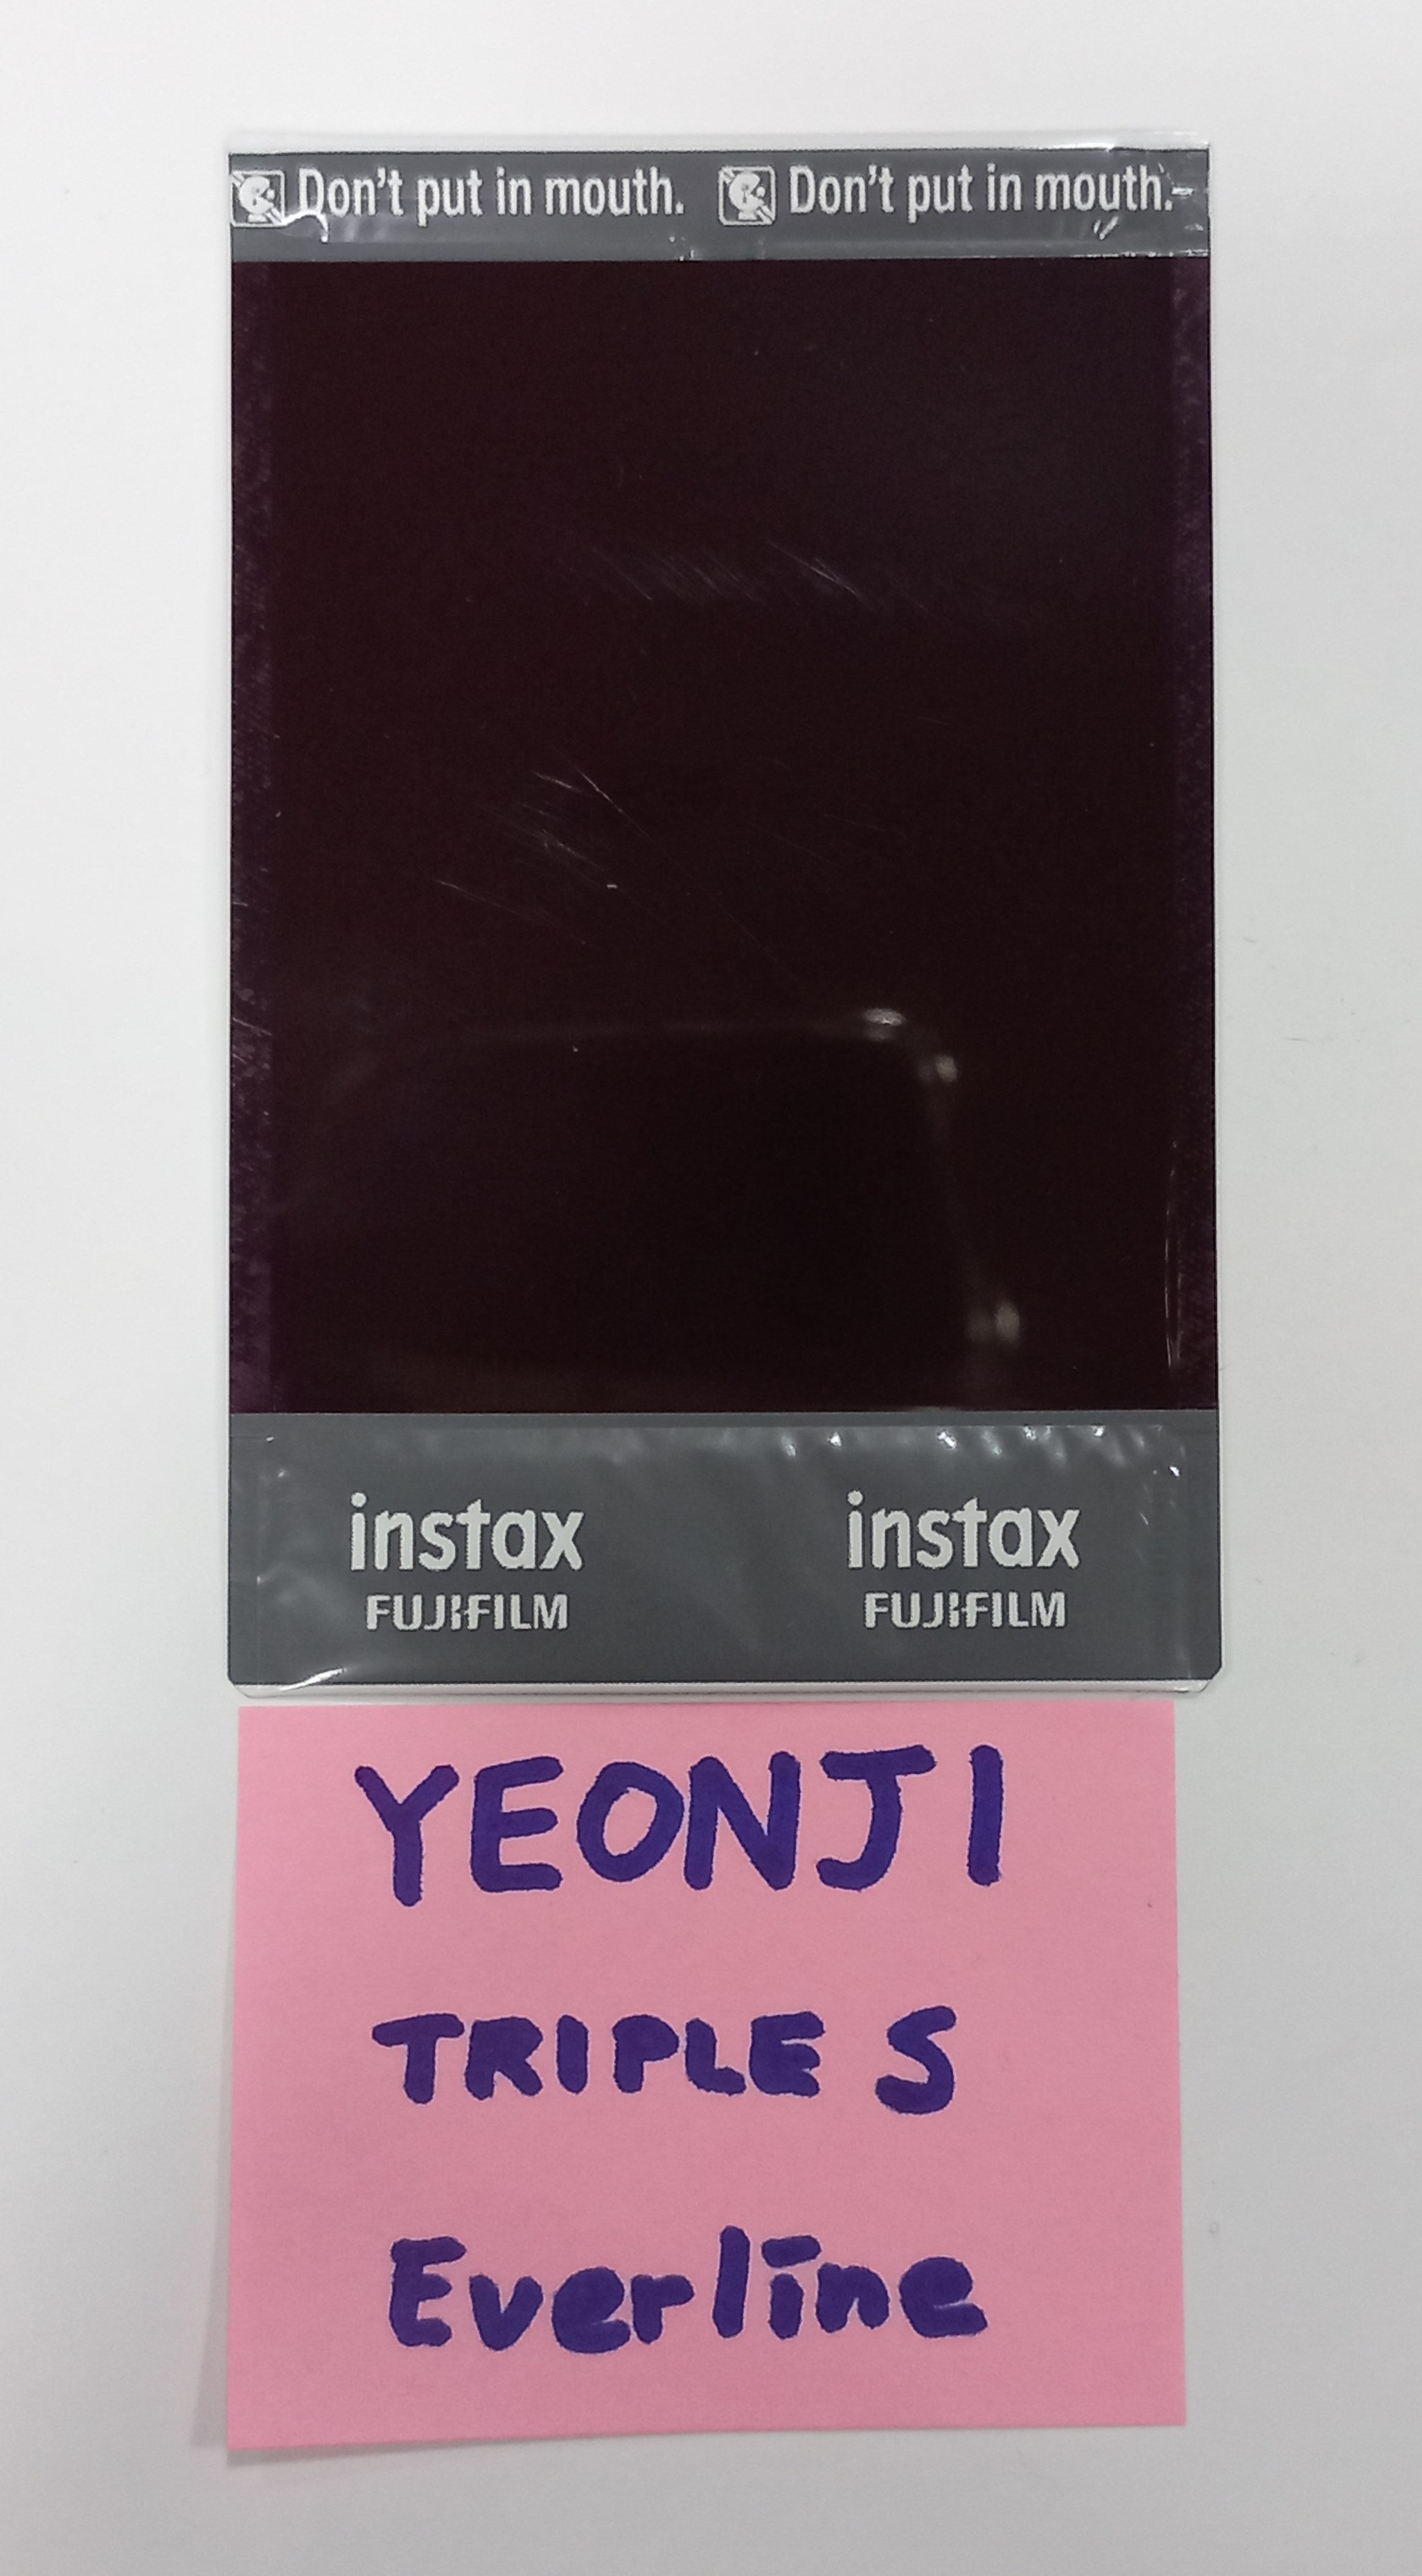 Don't put in mouth. Don't put in mouth.
instax instax
FUJIFILM FUJIFILM
YEONJI
TRIPLE S
Everline